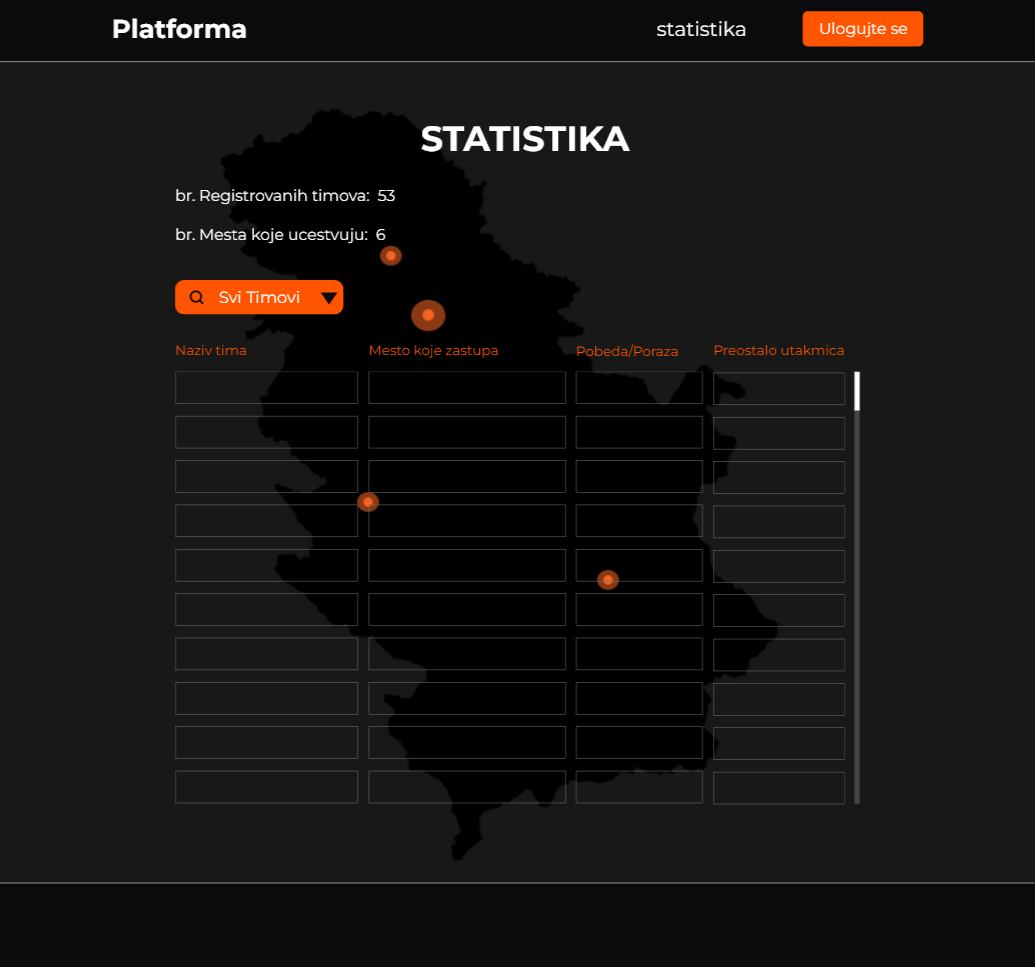 Platforma
statistika
Ulogujte se
STATISTIKA
br. Registrovanih timova: 53
br. Mesta koje ucestvuju: 6
Svi Timovi
Naziv tima
Mesto koje zastupa
Pobeda/Poraza
Preostalo utakmica